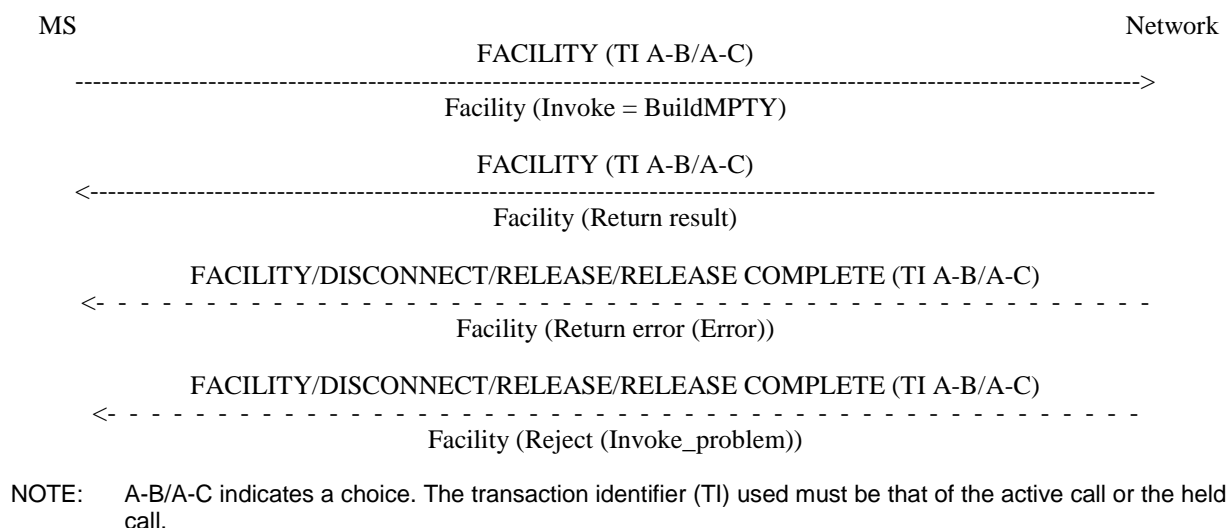 MS Network
FACILITY (TI A-B/A-C)
------------------------------------------------------------------------------------------------------------------------>
Facility (Invoke = BuildMPTY)
FACILITY (TI A-B/A-C)
<------------------------------------------------------------------------------------------------------------------------
Facility (Return result)
FACILITY/DISCONNECT/RELEASE/RELEASE COMPLETE (TI A-B/A-C)
<- - - - - - - - - - - - - - - - - - - - - - - - - - - - - - - - - - - -
Facility (Return error (Error))
FACILITY/DISCONNECT/RELEASE/RELEASE COMPLETE (TI A-B/A-C)
<- - - - - - - - - - - - - - - - - - - - - - - - - - - - - - - - - - -
Facility (Reject (Invoke_problem))
NOTE: A-B/A-C indicates a choice. The transaction identifier (TI) used must be that of the active call or the held
call.